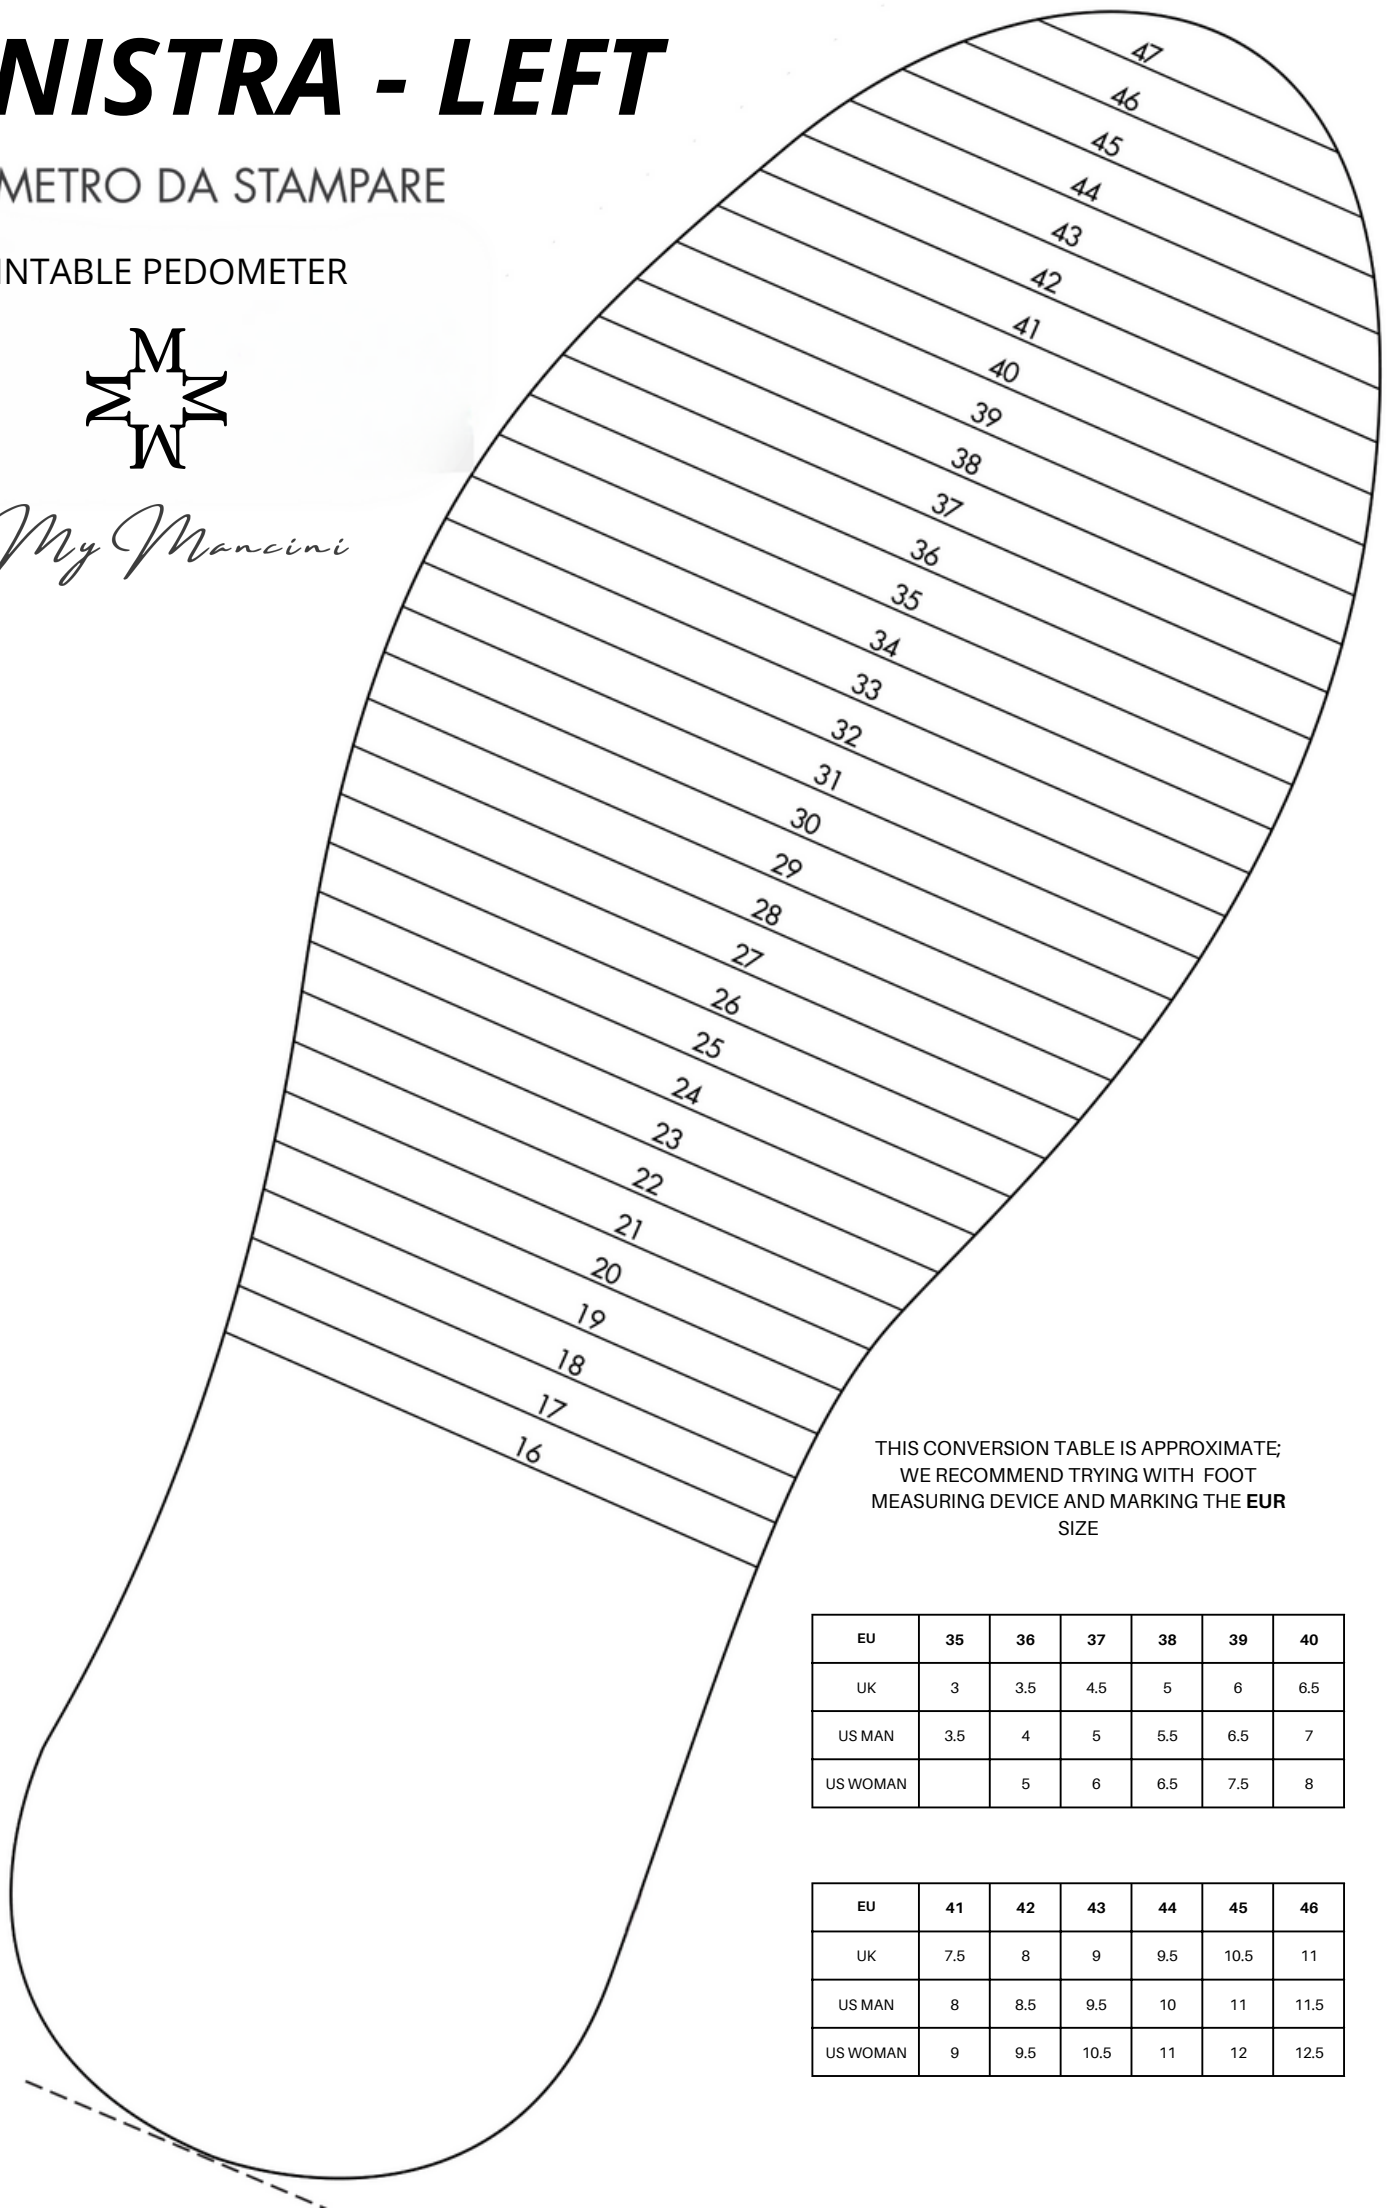 NISTRA - LEFT
METRO DA STAMPARE
INTABLE PEDOMETER
M
M M
M
My Mancini
47
46
45
44
43
42
41
40
39
38
37
36
35
34
33
32
31
30
29
28
27
26
25
24
23
22
21
20
19
18
17
16
THIS CONVERSION TABLE IS APPROXIMATE;
WE RECOMMEND TRYING WITH FOOT
MEASURING DEVICE AND MARKING THE EUR
SIZE
EU 35 36 37 38 39 40
UK 3 3.5 4.5 5 6 6.5
US MAN 3.5 4 5 5.5 6.5 7
US WOMAN 5 6 6.5 7.5 8
EU 41 42 43 44 45 46
UK 7.5 8 9 9.5 10.5 11
US MAN 8 8.5 9.5 10 11 11.5
US WOMAN 9 9.5 10.5 11 12 12.5